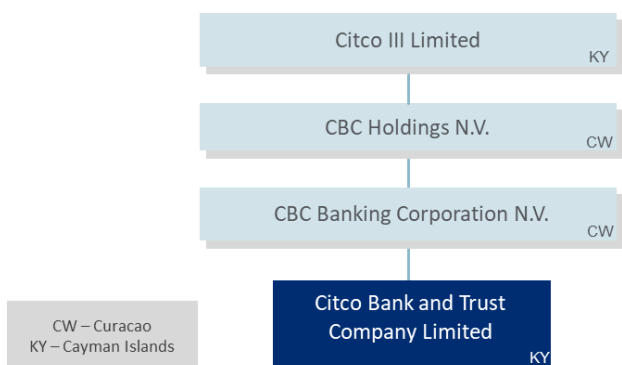 Citco III Limited
KY
CBC Holdings N.V.
CW
CBC Banking Corporation N.V.
CW
Citco Bank and Trust
Company Limited
KY
CW – Curacao
KY – Cayman Islands